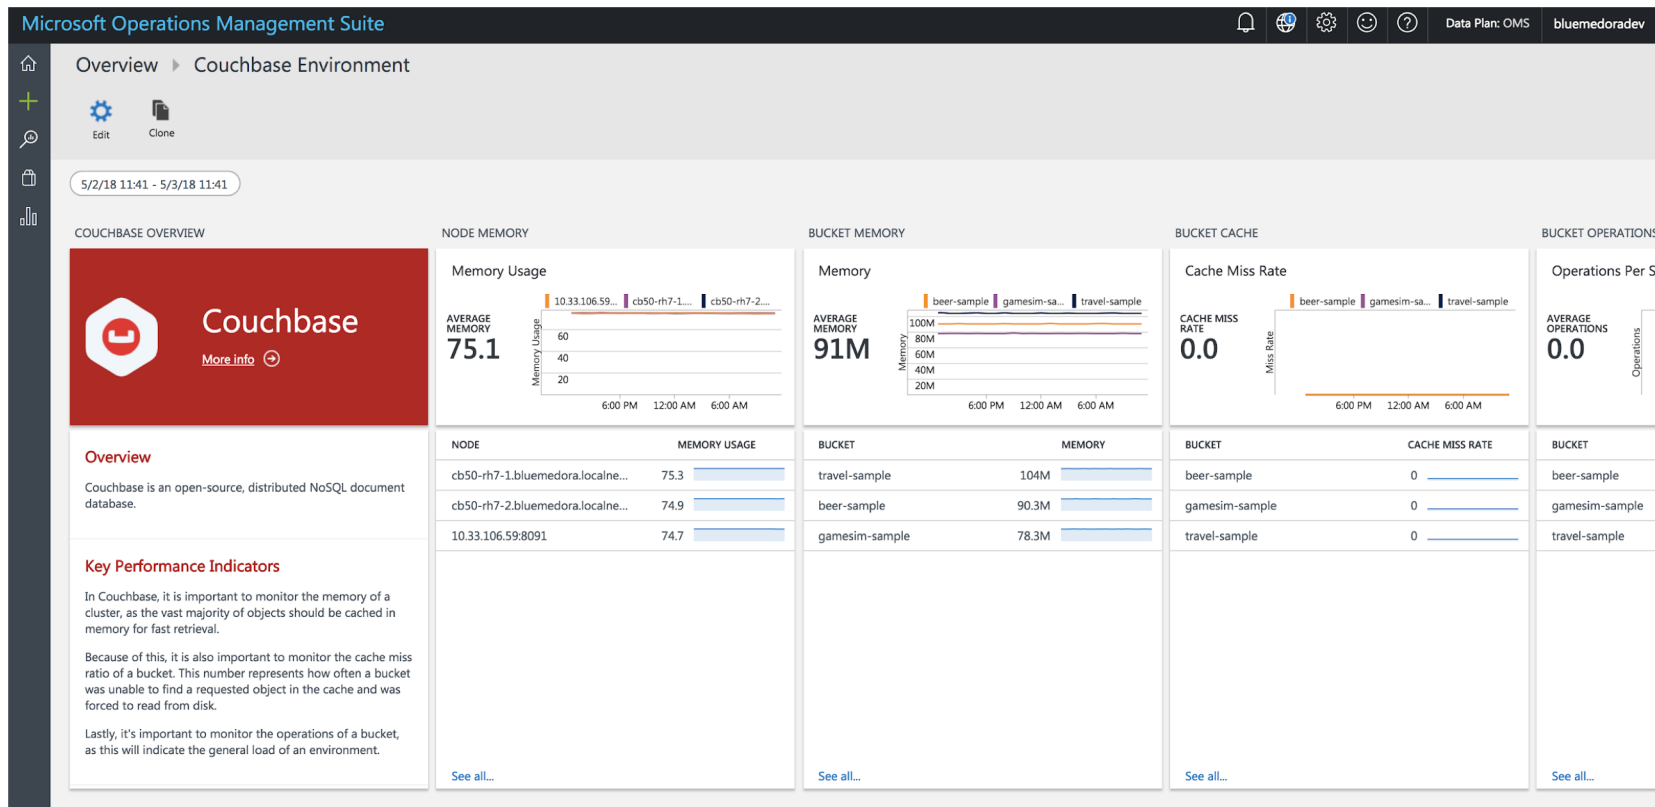 Microsoft Operations Management Suite
Data Plan: OMS
bluemedoradev
Overview
Couchbase Environment
Edit
Clone
5/2/18 11:41 - 5/3/18 11:41
COUCHBASE OVERVIEW
Couchbase
More info
Overview
Couchbase is an open-source, distributed NoSQL document
database.
Key Performance Indicators
In Couchbase, it is important to monitor the memory of a
cluster, as the vast majority of objects should be cached in
memory for fast retrieval.
Because of this, it is also important to monitor the cache miss
ratio of a bucket. This number represents how often a bucket
was unable to find a requested object in the cache and was
forced to read from disk.
Lastly, it's important to monitor the operations of a bucket,
as this will indicate the general load of an environment.
NODE MEMORY
Memory Usage
10.33.106.59... cb50-rh7-1.... cb50-rh7-2....
AVERAGE
MEMORY
75.1
Memory Usage
60
40
20
6:00 PM 12:00 AM 6:00 AM
NODE MEMORY USAGE
cb50-rh7-1.bluemedora.localne... 75.3
cb50-rh7-2.bluemedora.localne... 74.9
10.33.106.59:8091 74.7
See all...
BUCKET MEMORY
Memory
beer-sample gamesim-sa... travel-sample
AVERAGE
MEMORY
91M
Memory
100M
80M
60M
40M
20M
6:00 PM 12:00 AM 6:00 AM
BUCKET MEMORY
travel-sample 104M
beer-sample 90.3M
gamesim-sample 78.3M
See all...
BUCKET CACHE
Cache Miss Rate
beer-sample gamesim-sa... travel-sample
CACHE MISS
RATE
0.0
Miss Rate
6:00 PM 12:00 AM 6:00 AM
BUCKET CACHE MISS RATE
beer-sample 0
gamesim-sample 0
travel-sample 0
See all...
BUCKET OPERATIONS
Operations Per S
AVERAGE
OPERATIONS
0.0
Operations
BUCKET
beer-sample
gamesim-sample
travel-sample
See all...